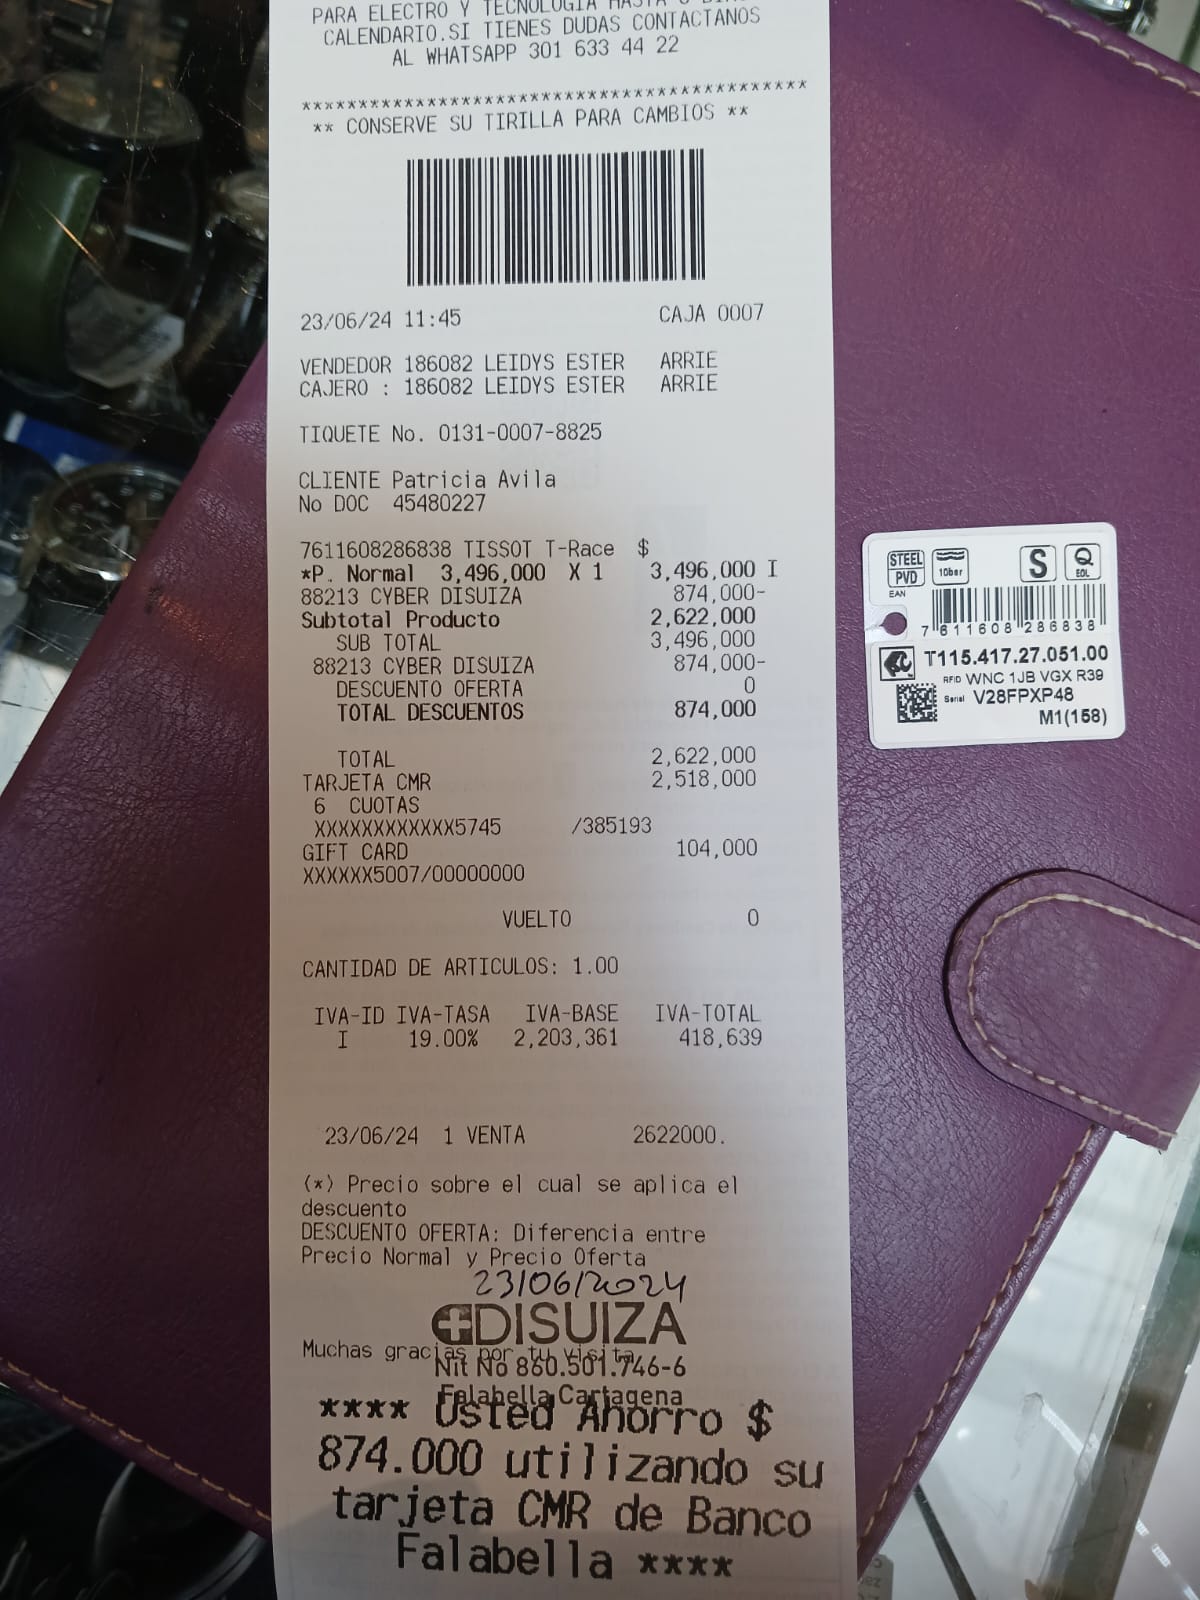 PARA ELECTRO Y TECNOLOGIA HASTA
CALENDARIO.SI TIENES DUDAS CONTACTANOS
AL WHATSAPP 301 633 44 22
********************************************
** CONSERVE SU TIRILLA PARA CAMBIOS **
23/06/24 11:45 CAJA 0007
VENDEDOR 186082 LEIDYS ESTER ARRIE
CAJERO : 186082 LEIDYS ESTER ARRIE
TIQUETE No. 0131-0007-8825
CLIENTE Patricia Avila
No DOC 45480227
7611608286838 TISSOT T-Race $
*P. Normal 3,496,000 X 1 3,496,000 I
88213 CYBER DISUIZA 874,000-
Subtotal Producto 2,622,000
SUB TOTAL 3,496,000
88213 CYBER DISUIZA 874,000-
DESCUENTO OFERTA 0
TOTAL DESCUENTOS 874,000
TOTAL 2,622,000
TARJETA CMR 2,518,000
6 CUOTAS
XXXXXXXXXXXX5745 /385193
GIFT CARD 104,000
XXXXXX5007/00000000
VUELTO 0
CANTIDAD DE ARTICULOS: 1.00
IVA-ID IVA-TASA IVA-BASE IVA-TOTAL
I 19.00% 2,203,361 418,639
23/06/24 1 VENTA 2622000.
(*) Precio sobre el cual se aplica el
descuento
DESCUENTO OFERTA: Diferencia entre
Precio Normal y Precio Oferta
23/06/2024
DISUIZA
Muchas gracias por tu visita
Nit No 860.501.746-6
Falabella Cartagena
**** Usted Ahorro $
874.000 utilizando su
tarjeta CMR de Banco
Falabella ****
STEEL
PVD
10bar
S
Q
EOL
EAN
7 611608 286838
T115.417.27.051.00
RFID WNC 1JB VGX R39
Serial V28FPXP48
M1(158)